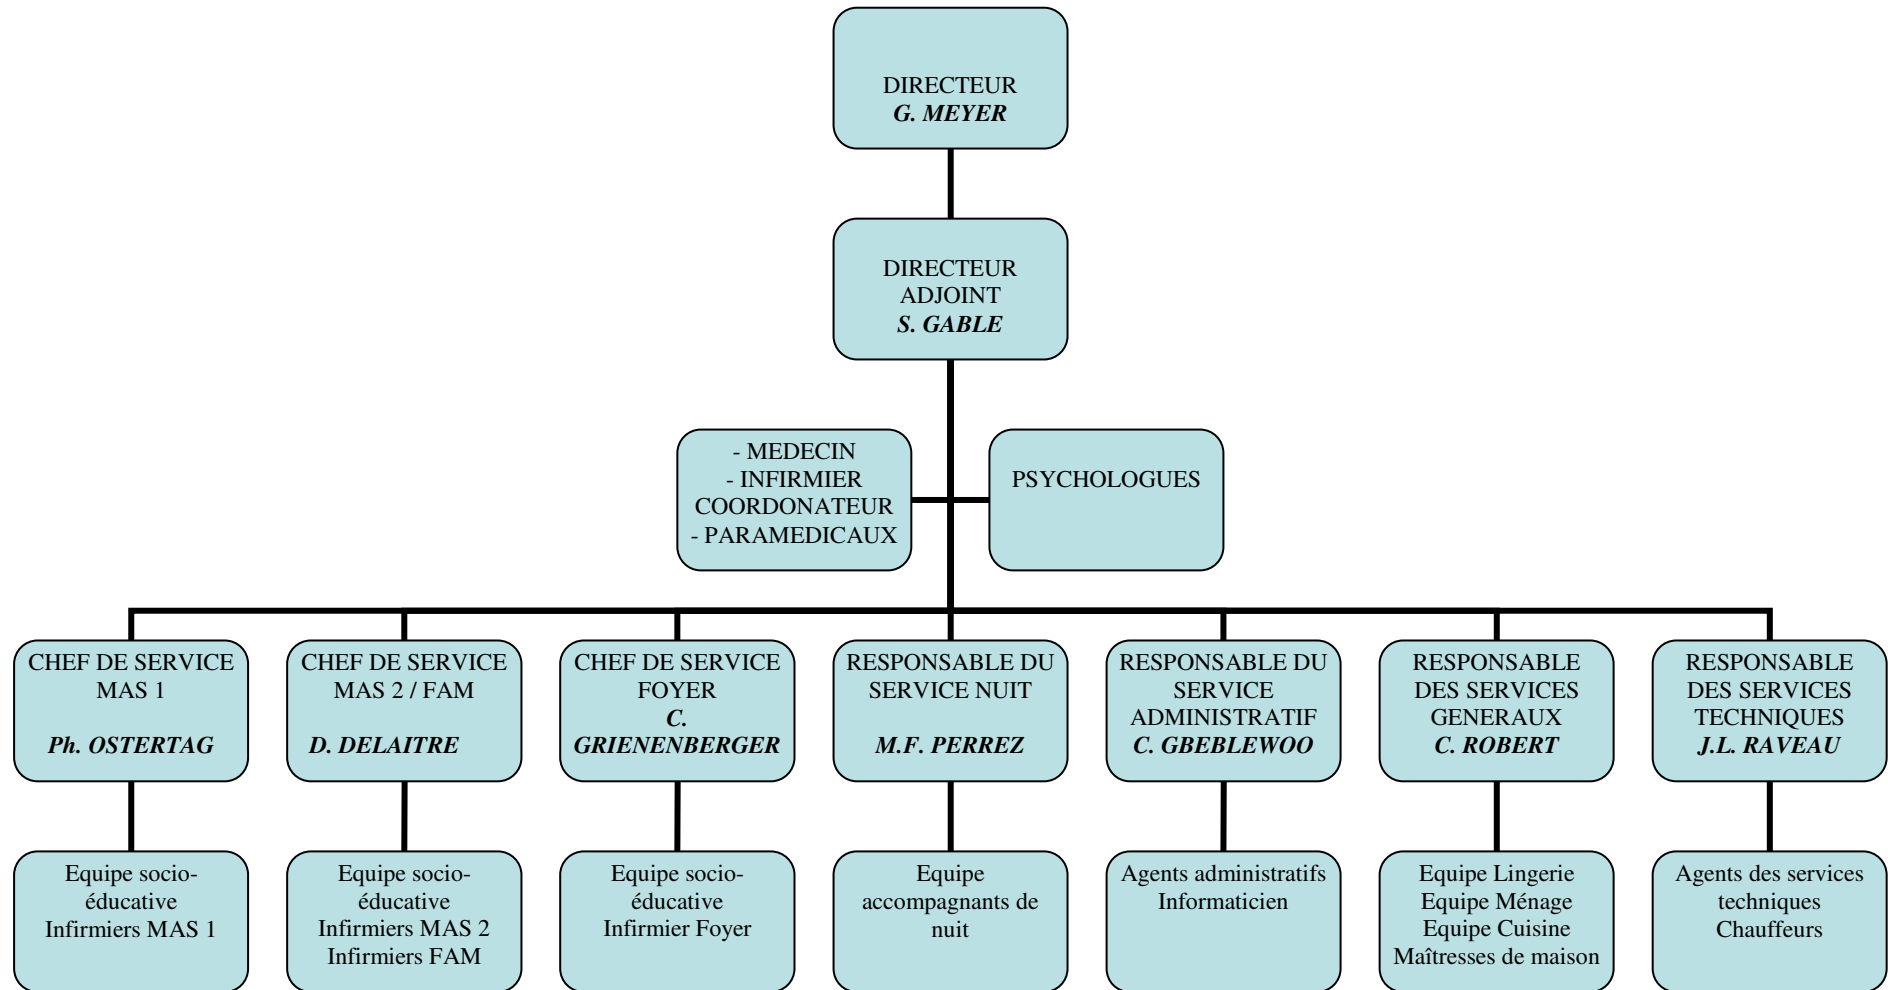 DIRECTEUR
G. MEYER
DIRECTEUR
ADJOINT
S. GABLE
- MEDECIN
- INFIRMIER
COORDONATEUR
- PARAMEDICAUX
PSYCHOLOGUES
CHEF DE SERVICE
MAS 1
Ph. OSTERTAG
CHEF DE SERVICE
MAS 2 / FAM
D. DELAITRE
CHEF DE SERVICE
FOYER
C.
GRIENENBERGER
RESPONSABLE DU
SERVICE NUIT
M.F. PERREZ
RESPONSABLE DU
SERVICE
ADMINISTRATIF
C. GBEBLEWOO
RESPONSABLE
DES SERVICES
GENERAUX
C. ROBERT
RESPONSABLE
DES SERVICES
TECHNIQUES
J.L. RAVEAU
Equipe socio-
éducative
Infirmiers MAS 1
Equipe socio-
éducative
Infirmiers MAS 2
Infirmiers FAM
Equipe socio-
éducative
Infirmier Foyer
Equipe
accompagnants de
nuit
Agents administratifs
Informaticien
Equipe Lingerie
Equipe Ménage
Equipe Cuisine
Maîtresses de maison
Agents des services
techniques
Chauffeurs